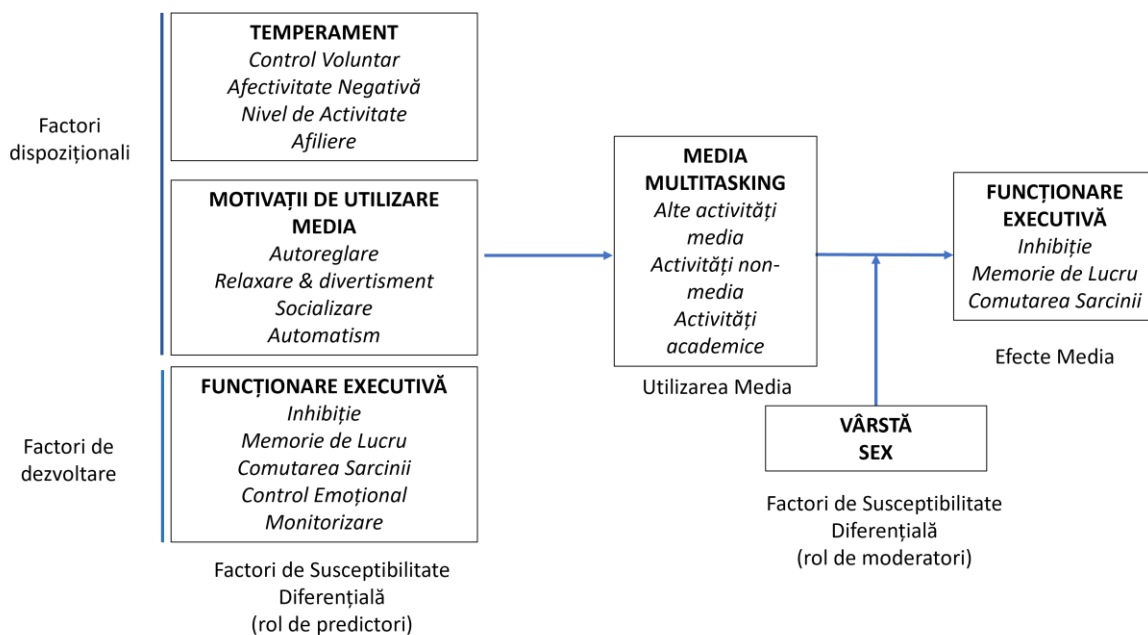 Factori
dispoziționali
TEMPERAMENT
Control Voluntar
Afectivitate Negativă
Nivel de Activitate
Afiliere
MOTIVAȚII DE UTILIZARE
MEDIA
Autoreglare
Relaxare & divertisment
Socializare
Automatism
Factori de
dezvoltare
FUNCȚIONARE EXECUTIVĂ
Inhibiție
Memorie de Lucru
Comutarea Sarcinii
Control Emoțional
Monitorizare
Factori de Susceptibilitate
Diferențială
(rol de predictori)
MEDIA
MULTITASKING
Alte activități
media
Activități non-
media
Activități
academice
Utilizarea Media
VÂRSTĂ
SEX
Factori de Susceptibilitate
Diferențială
(rol de moderatori)
FUNCȚIONARE
EXECUTIVĂ
Inhibiție
Memorie de Lucru
Comutarea Sarcinii
Efecte Media